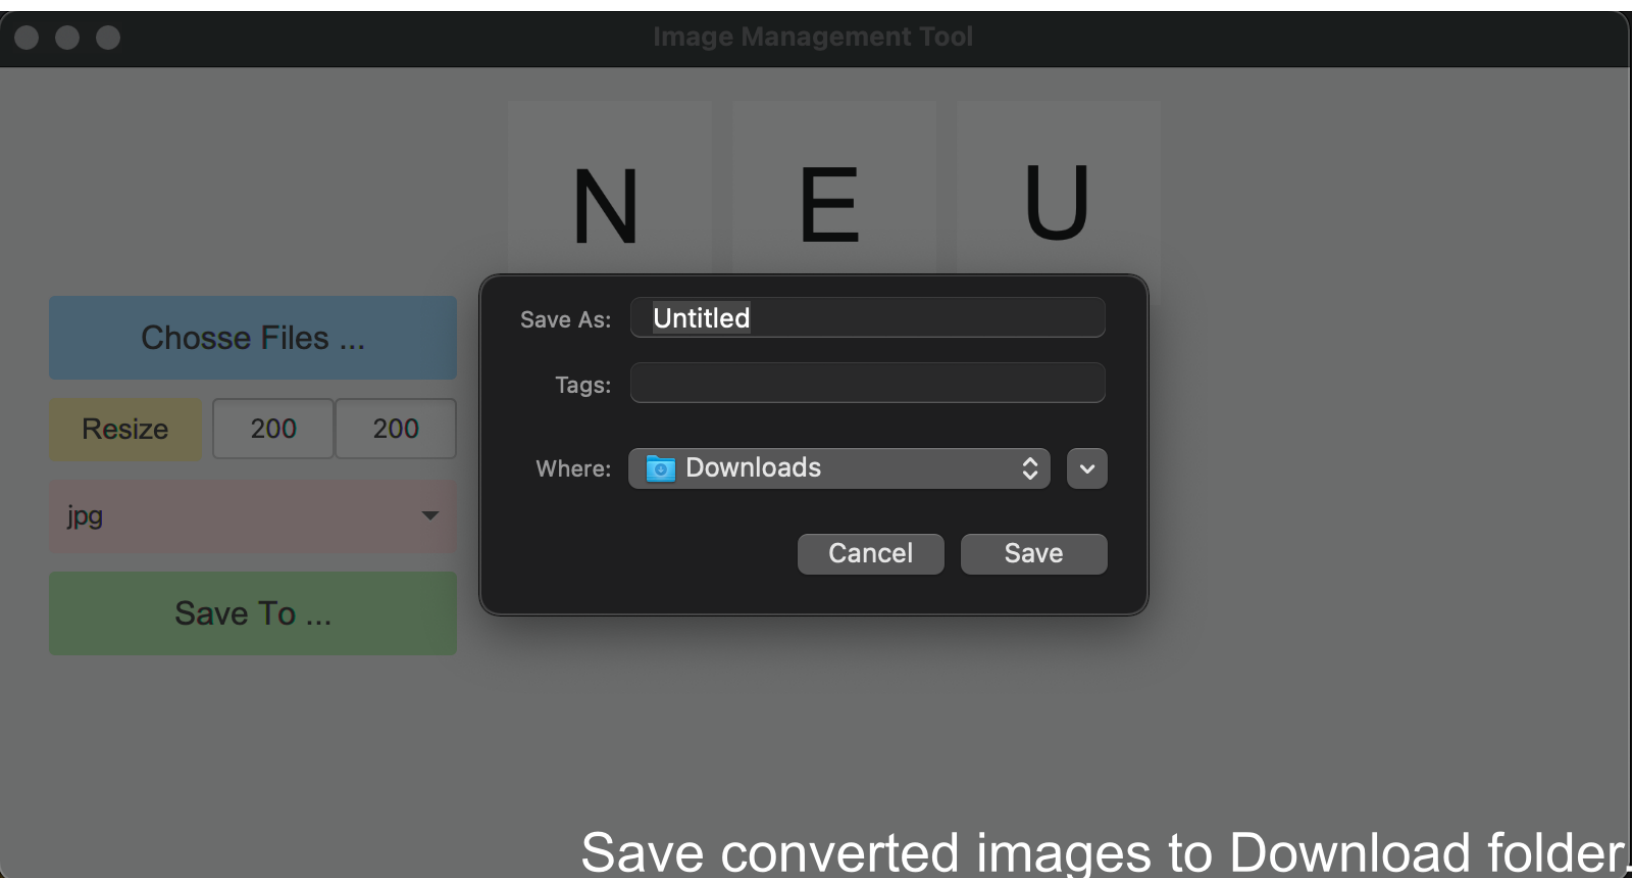 Image Management Tool
N E U
Chosse Files ...
Resize 200 200
jpg
Save To ...
Save As: Untitled
Tags:
Where: Downloads
Cancel Save
Save converted images to Download folder.